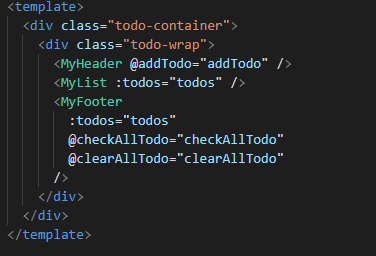 <template>
  <div class="todo-container">
    <div class="todo-wrap">
      <MyHeader @addTodo="addTodo" />
      <MyList :todos="todos" />
      <MyFooter
        :todos="todos"
        @checkAllTodo="checkAllTodo"
        @clearAllTodo="clearAllTodo"
      />
    </div>
  </div>
</template>